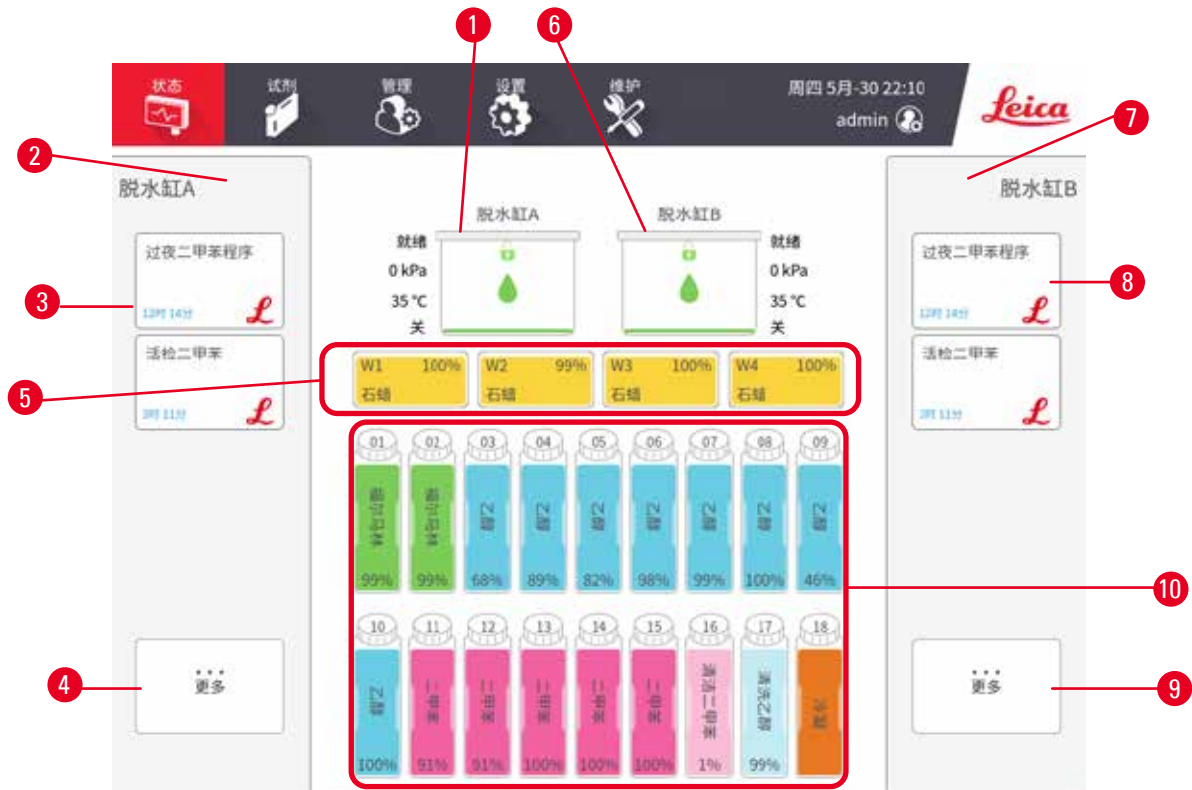 1
6
状态
试剂
管理
设置
维护
周四 5月-30 22:10
admin
Leica
7
2
脱水缸A
脱水缸B
脱水缸A
脱水缸B
就绪
0 kPa
35 °C
关
就绪
0 kPa
35 °C
关
过夜二甲苯程序
12时 14分
3
活检二甲苯
3时 11分
过夜二甲苯程序
12时 14分
8
活检二甲苯
3时 11分
5
W1 100%
石蜡
W2 99%
石蜡
W3 100%
石蜡
W4 100%
石蜡
01 02 03 04 05 06 07 08 09
福尔马林 福尔马林 乙醇 乙醇 乙醇 乙醇 乙醇 乙醇 乙醇
99% 99% 68% 89% 82% 98% 99% 100% 46%
10
10 11 12 13 14 15 16 17 18
乙醇 二甲苯 二甲苯 二甲苯 二甲苯 二甲苯 清洁二甲苯 清洗乙醇
100% 91% 91% 100% 100% 100% 1% 99%
4
更多
更多
9